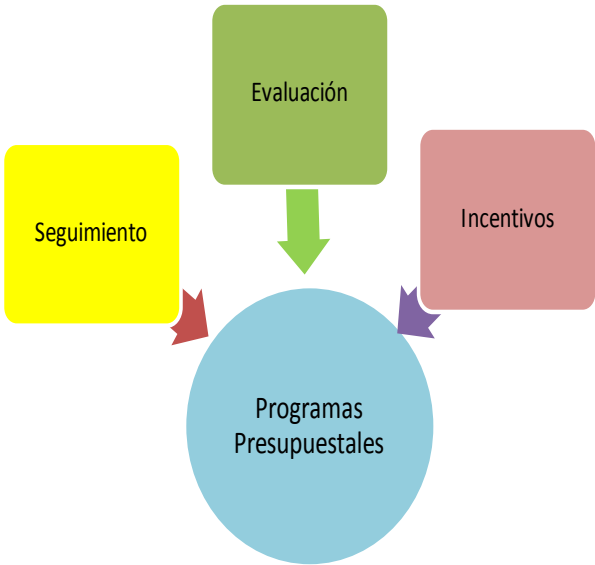 Evaluación
Seguimiento
Incentivos
Programas
Presupuestales